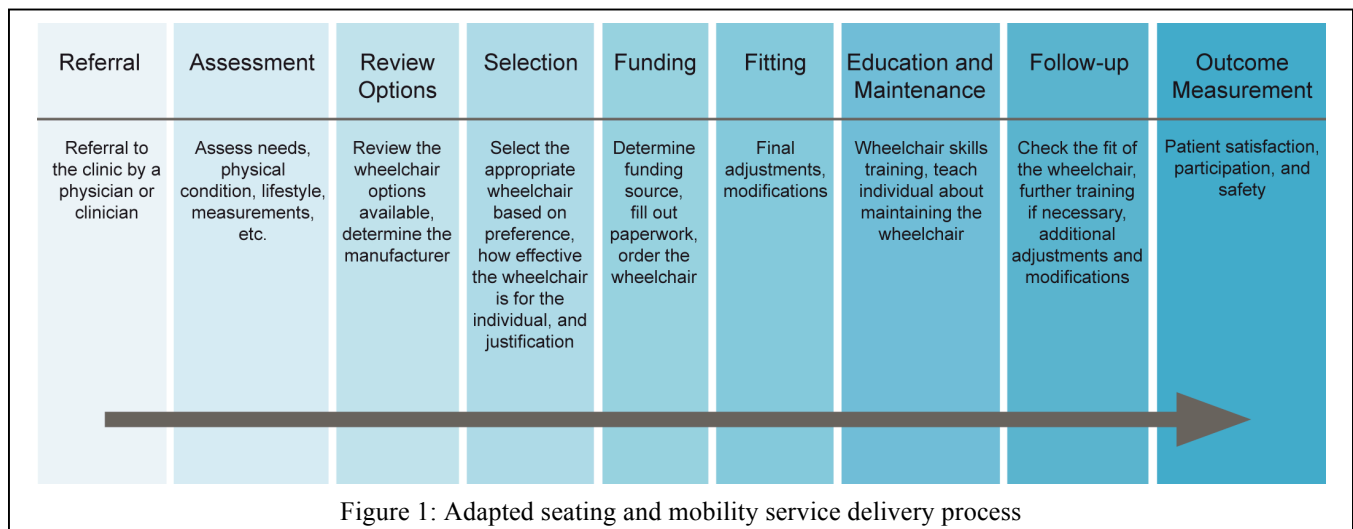 Referral
Assessment
Review
Options
Selection
Funding
Fitting
Education and
Maintenance
Follow-up
Outcome
Measurement
Referral to
the clinic by a
physician or
clinician
Assess needs,
physical
condition, lifestyle,
measurements,
etc.
Review the
wheelchair
options
available,
determine the
manufacturer
Select the
appropriate
wheelchair
based on
preference,
how effective
the wheelchair
is for the
individual, and
justification
Determine
funding
source,
fill out
paperwork,
order the
wheelchair
Final
adjustments,
modifications
Wheelchair skills
training, teach
individual about
maintaining the
wheelchair
Check the fit of
the wheelchair,
further training
if necessary,
additional
adjustments and
modifications
Patient satisfaction,
participation, and
safety
Figure 1: Adapted seating and mobility service delivery process